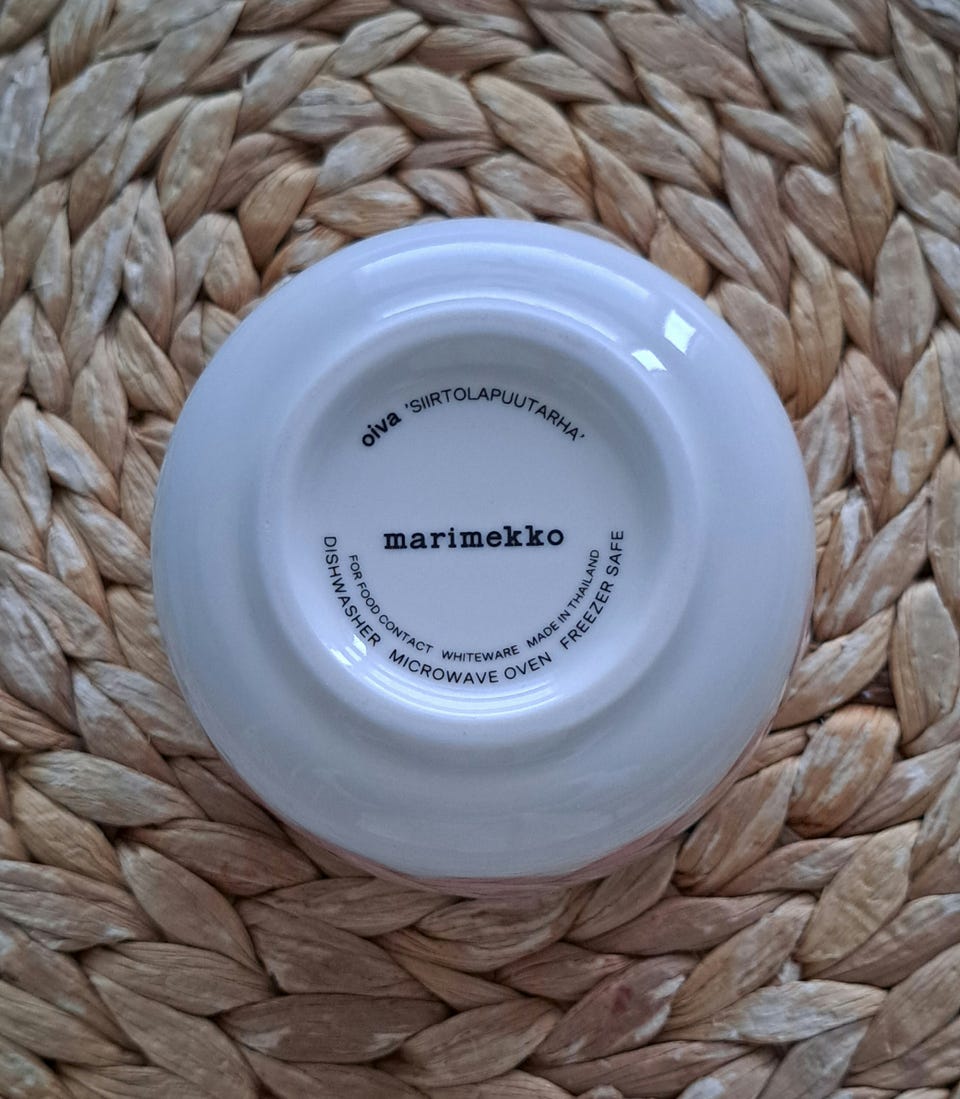 oiva 'SIIRTOLAPUUTARHA'
marimekko
FOR FOOD CONTACT WHITEWARE MADE IN THAILAND
DISHWASHER MICROWAVE OVEN FREEZER SAFE